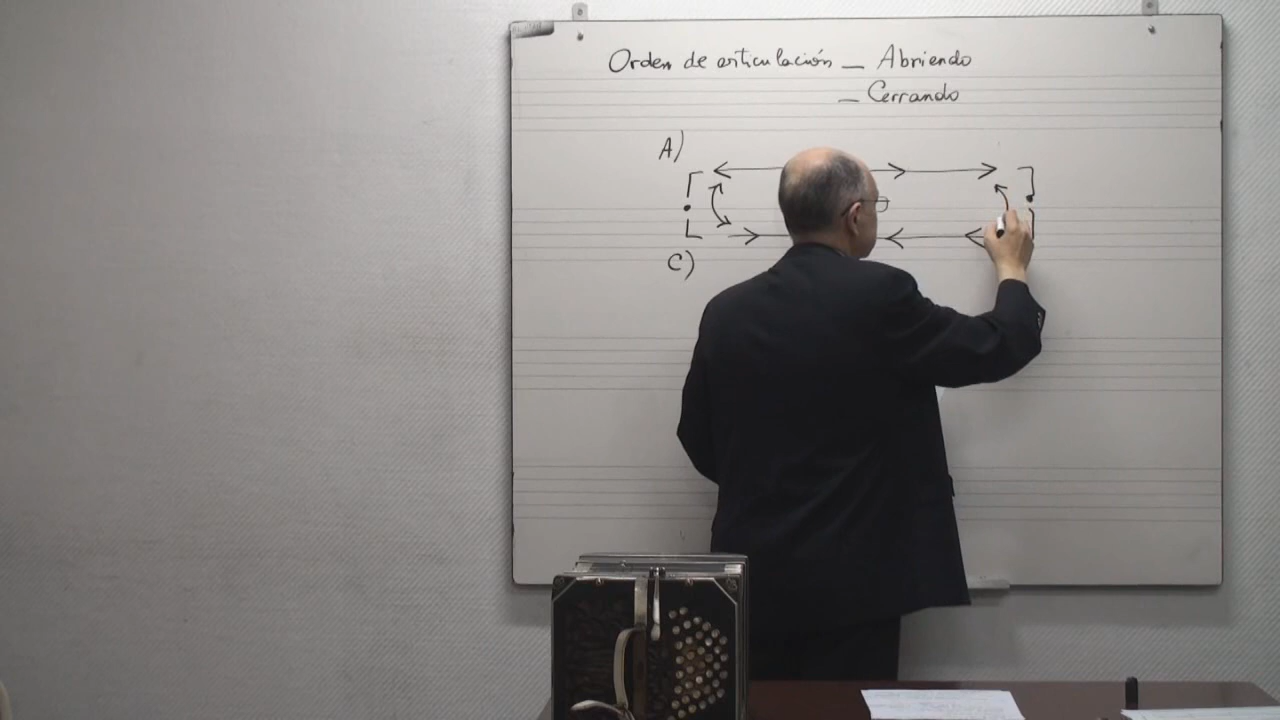 Orden de articulación _ Abriendo
_ Cerrando
A)
C)